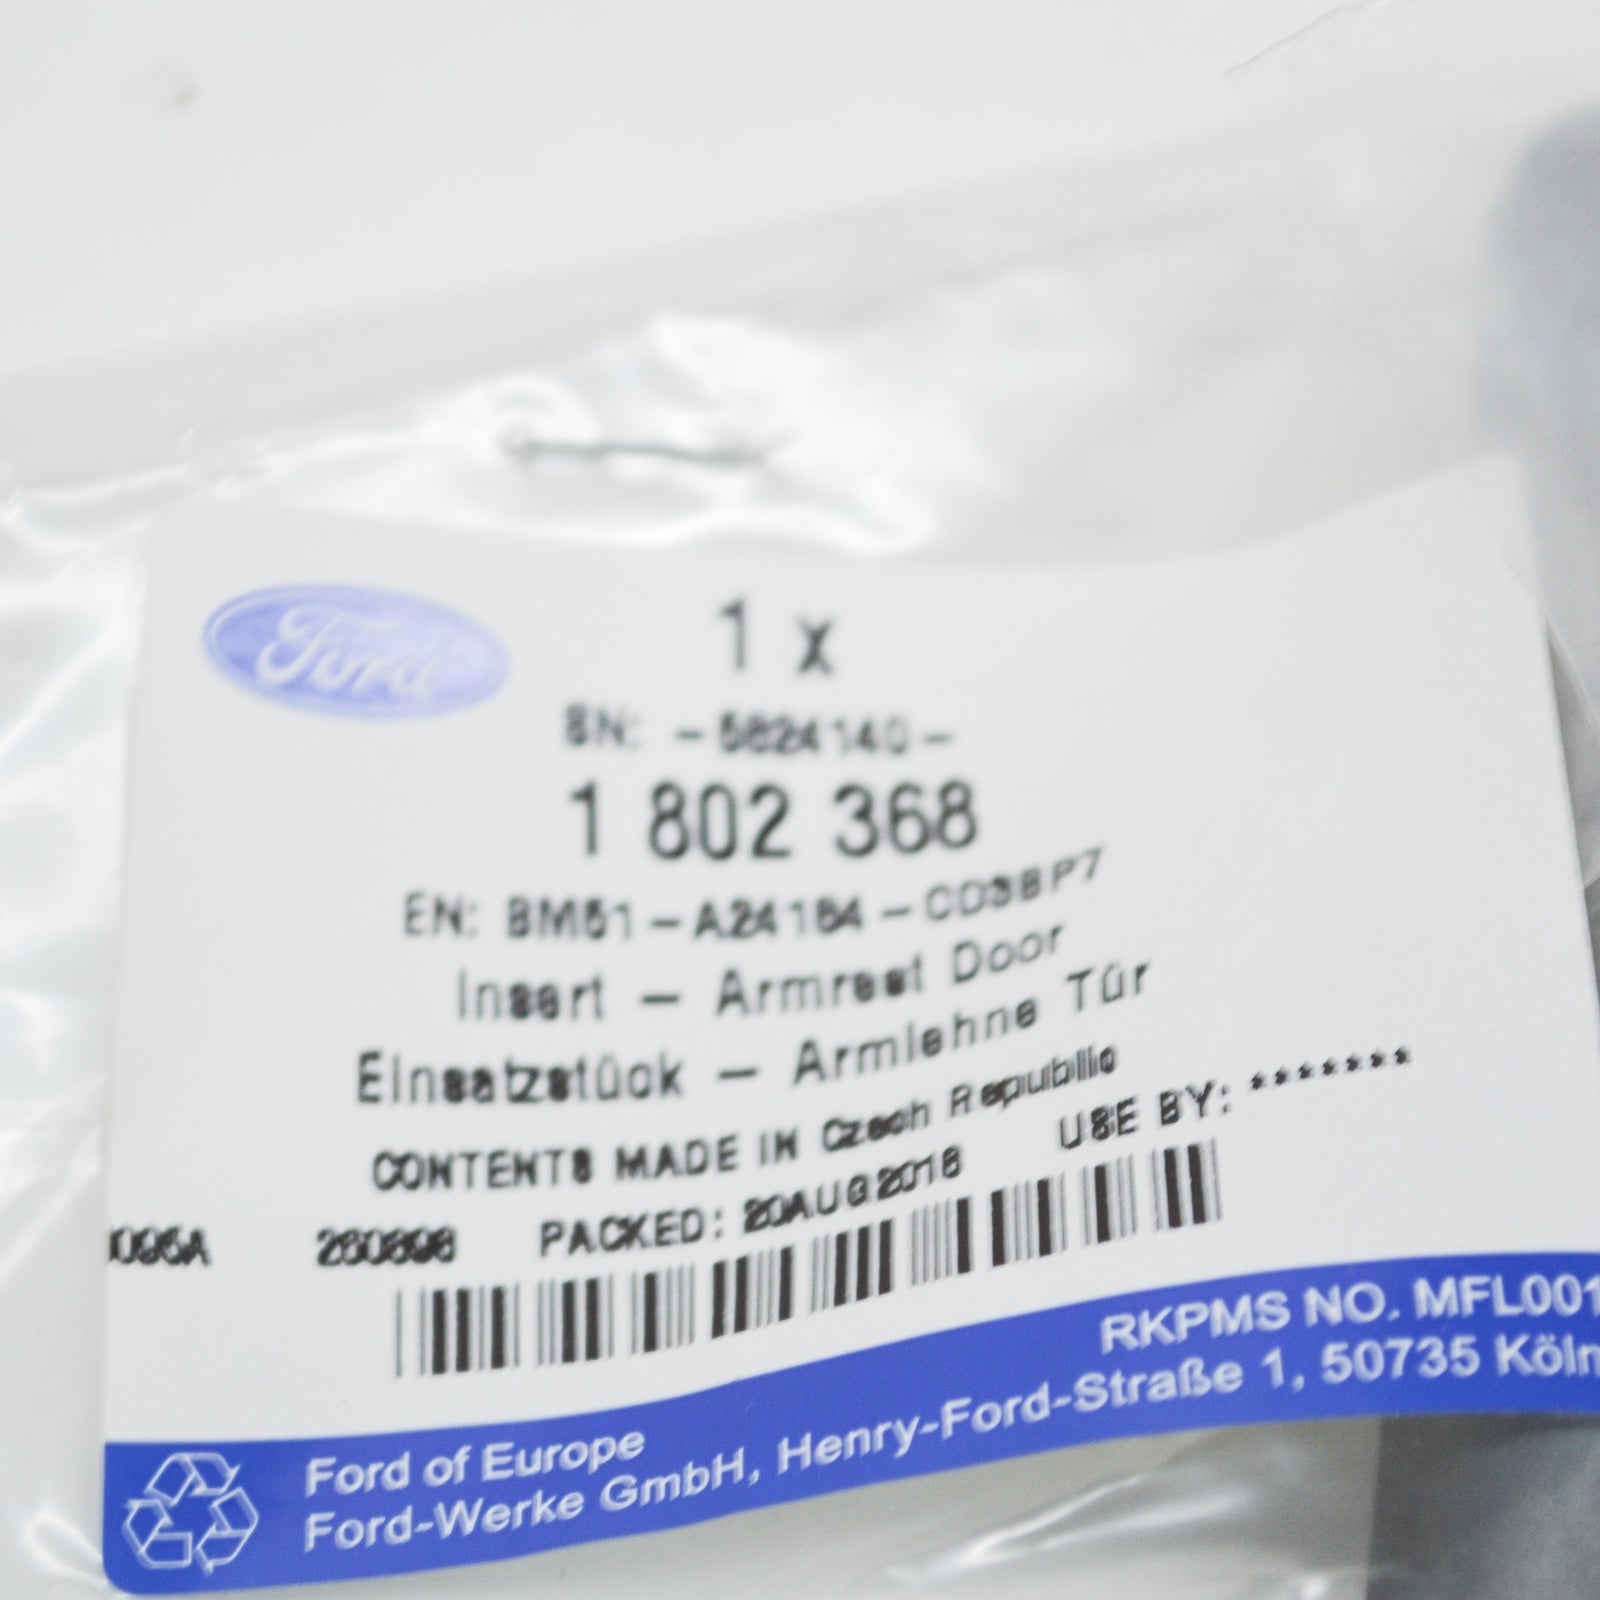 Ford
1 x
SN: -5824140-
1 802 368
EN: BM51-A24164-CD38P7
Insert - Armrest Door
Einsatzstück - Armlehne Tür
CONTENTS MADE IN Czech Republic
PACKED: 20AUG2016 USE BY: *******
RKPMS NO. MFL001
Ford of Europe
Ford-Werke GmbH, Henry-Ford-Straße 1, 50735 Köln